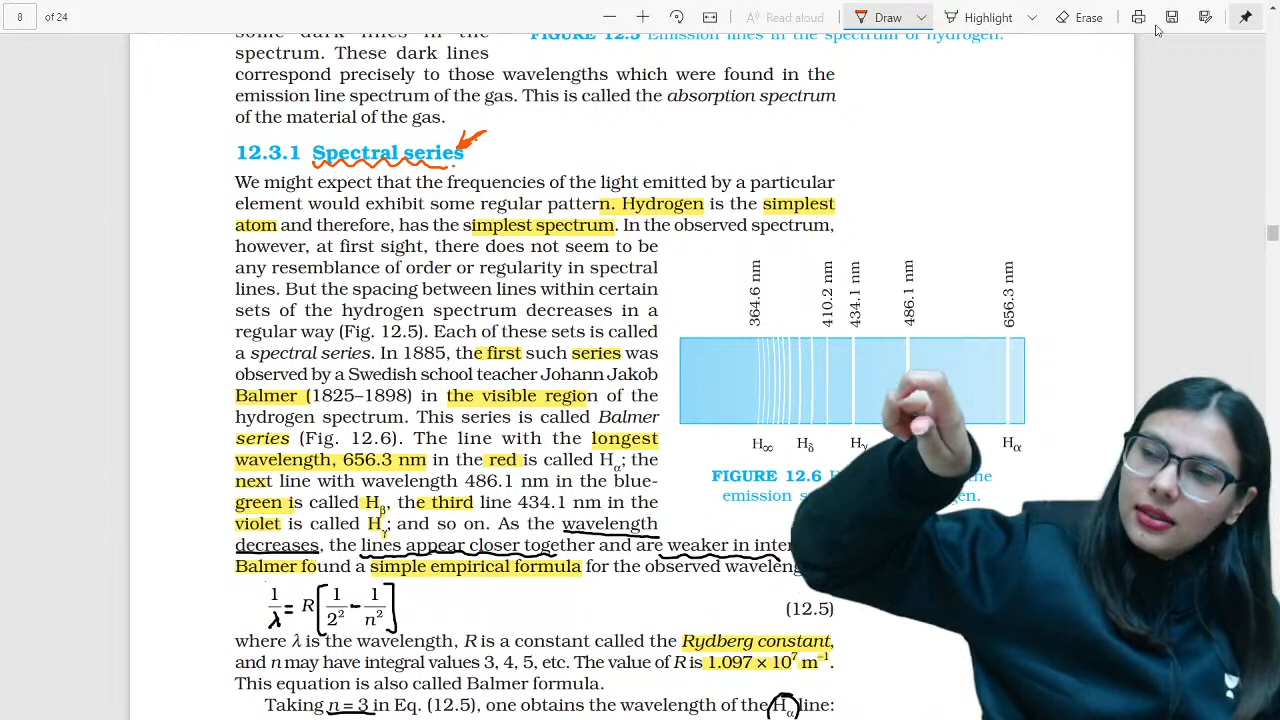 8 of 24
Read aloud
Draw
Highlight
Erase
some dark lines in the
spectrum. These dark lines
correspond precisely to those wavelengths which were found in the
emission line spectrum of the gas. This is called the absorption spectrum
of the material of the gas.
FIGURE 12.5 Emission lines in the spectrum of hydrogen.
12.3.1 Spectral series
We might expect that the frequencies of the light emitted by a particular
element would exhibit some regular pattern. Hydrogen is the simplest
atom and therefore, has the simplest spectrum. In the observed spectrum,
however, at first sight, there does not seem to be
any resemblance of order or regularity in spectral
lines. But the spacing between lines within certain
sets of the hydrogen spectrum decreases in a
regular way (Fig. 12.5). Each of these sets is called
a spectral series. In 1885, the first such series was
observed by a Swedish school teacher Johann Jakob
Balmer (1825–1898) in the visible region of the
hydrogen spectrum. This series is called Balmer
series (Fig. 12.6). The line with the longest
wavelength, 656.3 nm in the red is called Hα; the
next line with wavelength 486.1 nm in the blue-
green is called Hβ, the third line 434.1 nm in the
violet is called Hγ; and so on. As the wavelength
decreases, the lines appear closer together and are weaker in
Balmer found a simple empirical formula for the observed
1/λ = R[1/2² - 1/n²]
(12.5)
where λ is the wavelength, R is a constant called the Rydberg constant,
and n may have integral values 3, 4, 5, etc. The value of R is 1.097 × 10⁷ m⁻¹.
This equation is also called Balmer formula.
Taking n = 3 in Eq. (12.5), one obtains the wavelength of the Hα line:
364.6 nm
410.2 nm
434.1 nm
486.1 nm
656.3 nm
H∞
Hδ
Hγ
Hα
FIGURE 12.6
the
emission